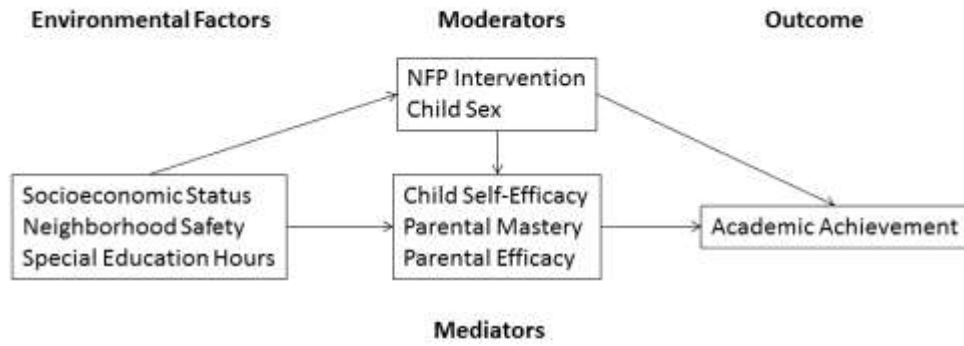 Environmental Factors
Moderators
Outcome
NFP Intervention
Child Sex
Socioeconomic Status
Neighborhood Safety
Special Education Hours
Child Self-Efficacy
Parental Mastery
Parental Efficacy
Academic Achievement
Mediators